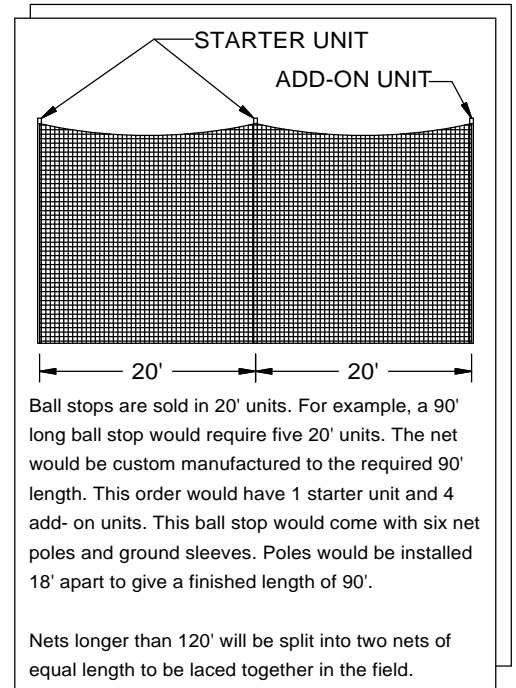 STARTER UNIT
ADD-ON UNIT
20' 20'
Ball stops are sold in 20' units. For example, a 90'
long ball stop would require five 20' units. The net
would be custom manufactured to the required 90'
length. This order would have 1 starter unit and 4
add- on units. This ball stop would come with six net
poles and ground sleeves. Poles would be installed
18' apart to give a finished length of 90'.
Nets longer than 120' will be split into two nets of
equal length to be laced together in the field.